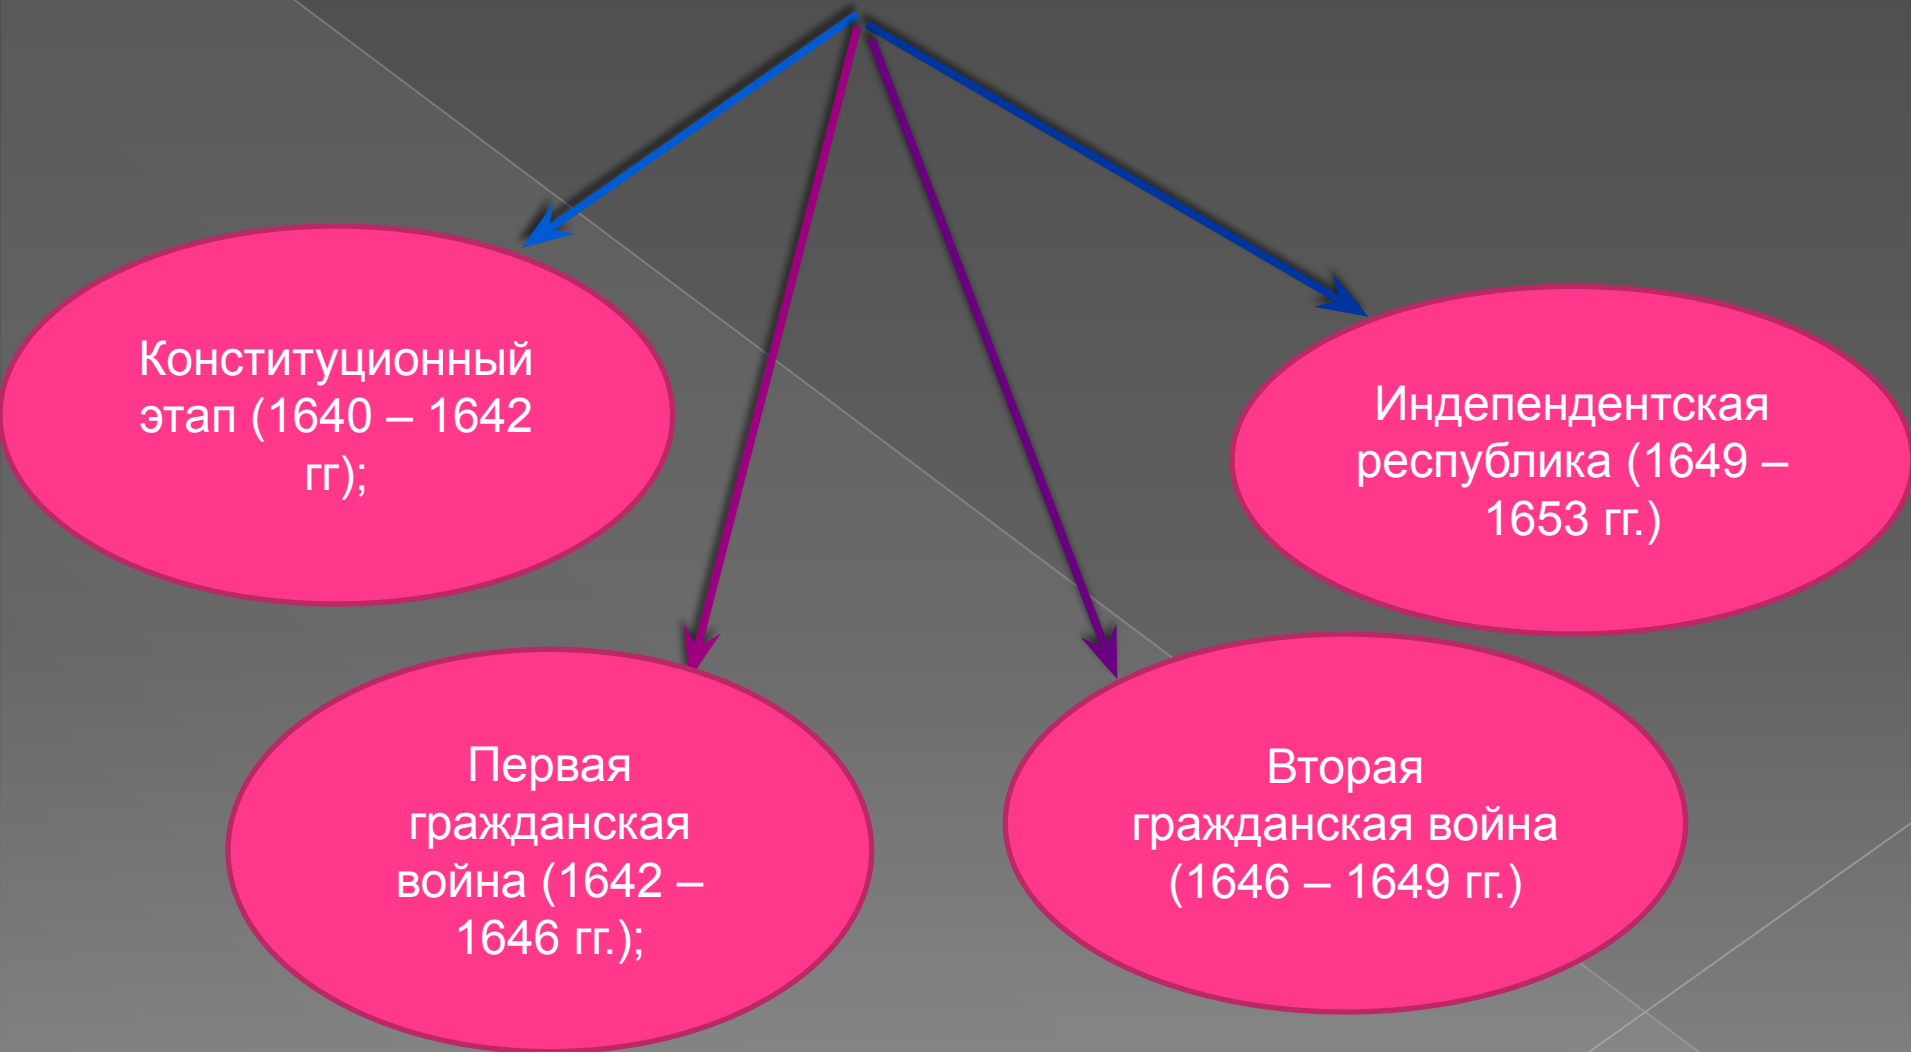 Конституционный
этап (1640 – 1642
гг);
Индепендентская
республика (1649 –
1653 гг.)
Первая
гражданская
война (1642 –
1646 гг.);
Вторая
гражданская война
(1646 – 1649 гг.)